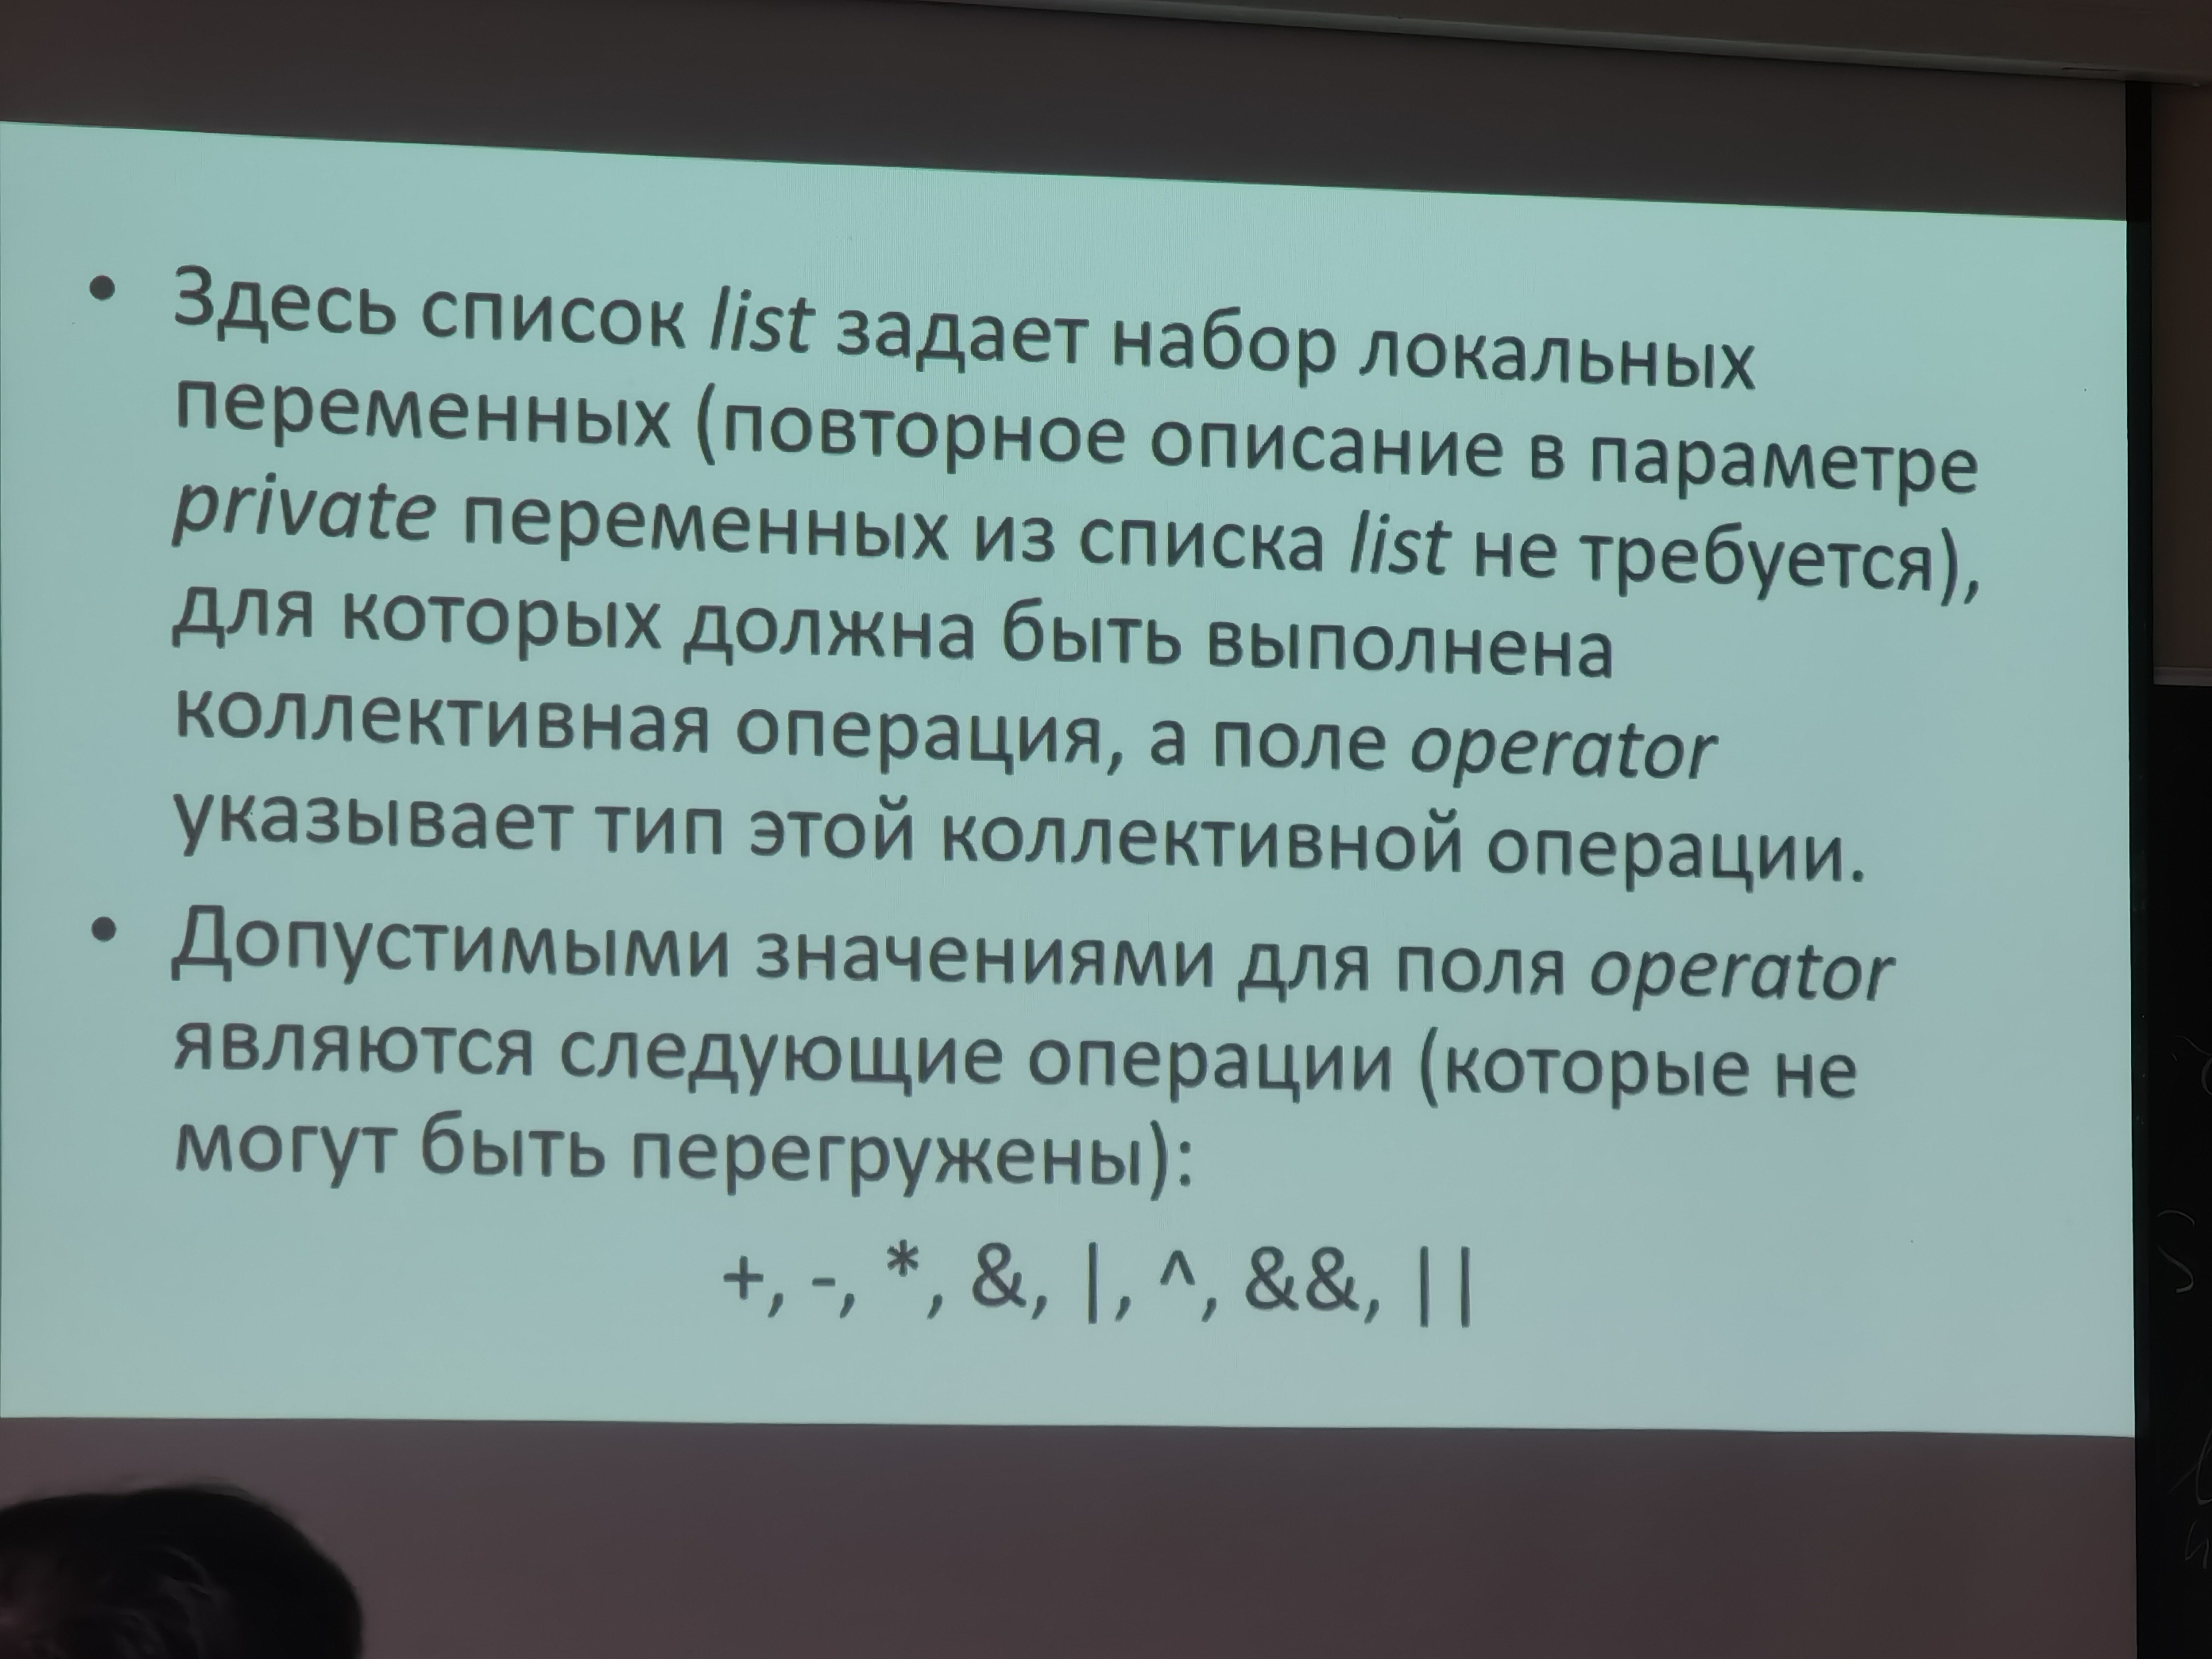 • Здесь список list задает набор локальных
переменных (повторное описание в параметре
private переменных из списка list не требуется),
для которых должна быть выполнена
коллективная операция, а поле operator
указывает тип этой коллективной операции.
• Допустимыми значениями для поля operator
являются следующие операции (которые не
могут быть перегружены):
+, -, *, &, |, ^, &&, ||